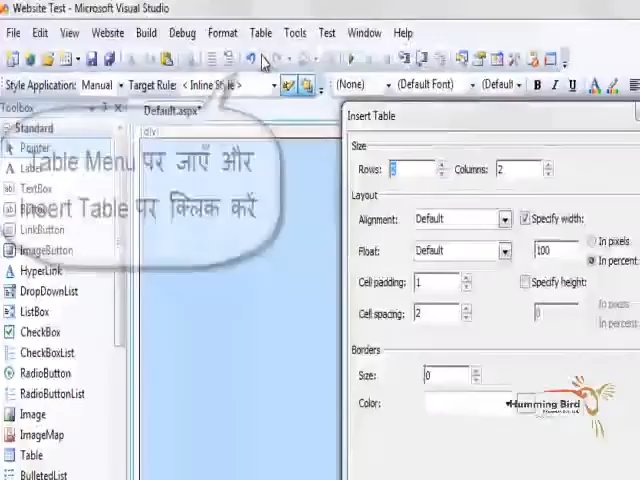 Website Test - Microsoft Visual Studio
File Edit View Website Build Debug Format Table Tools Test Window Help
Style Application: Manual Target Rule: < Inline Style > (None) (Default Font) (Default B I U A
Toolbox
Default.aspx*
Standard
Pointer
Label
TextBox
LinkButton
ImageButton
HyperLink
DropDownList
ListBox
CheckBox
CheckBoxList
RadioButton
RadioButtonList
Image
ImageMap
Table
BulletedList
Table Menu पर जाएँ और
Insert Table पर क्लिक करें
Insert Table
Size
Rows: Columns: 2
Layout
Alignment: Default Specify width:
Float: Default 100 In pixels
In percent
Cell padding: 1 Specify height:
Cell spacing: 2 0 In pixels
In percent
Borders
Size: 0
Color:
Humming Bird